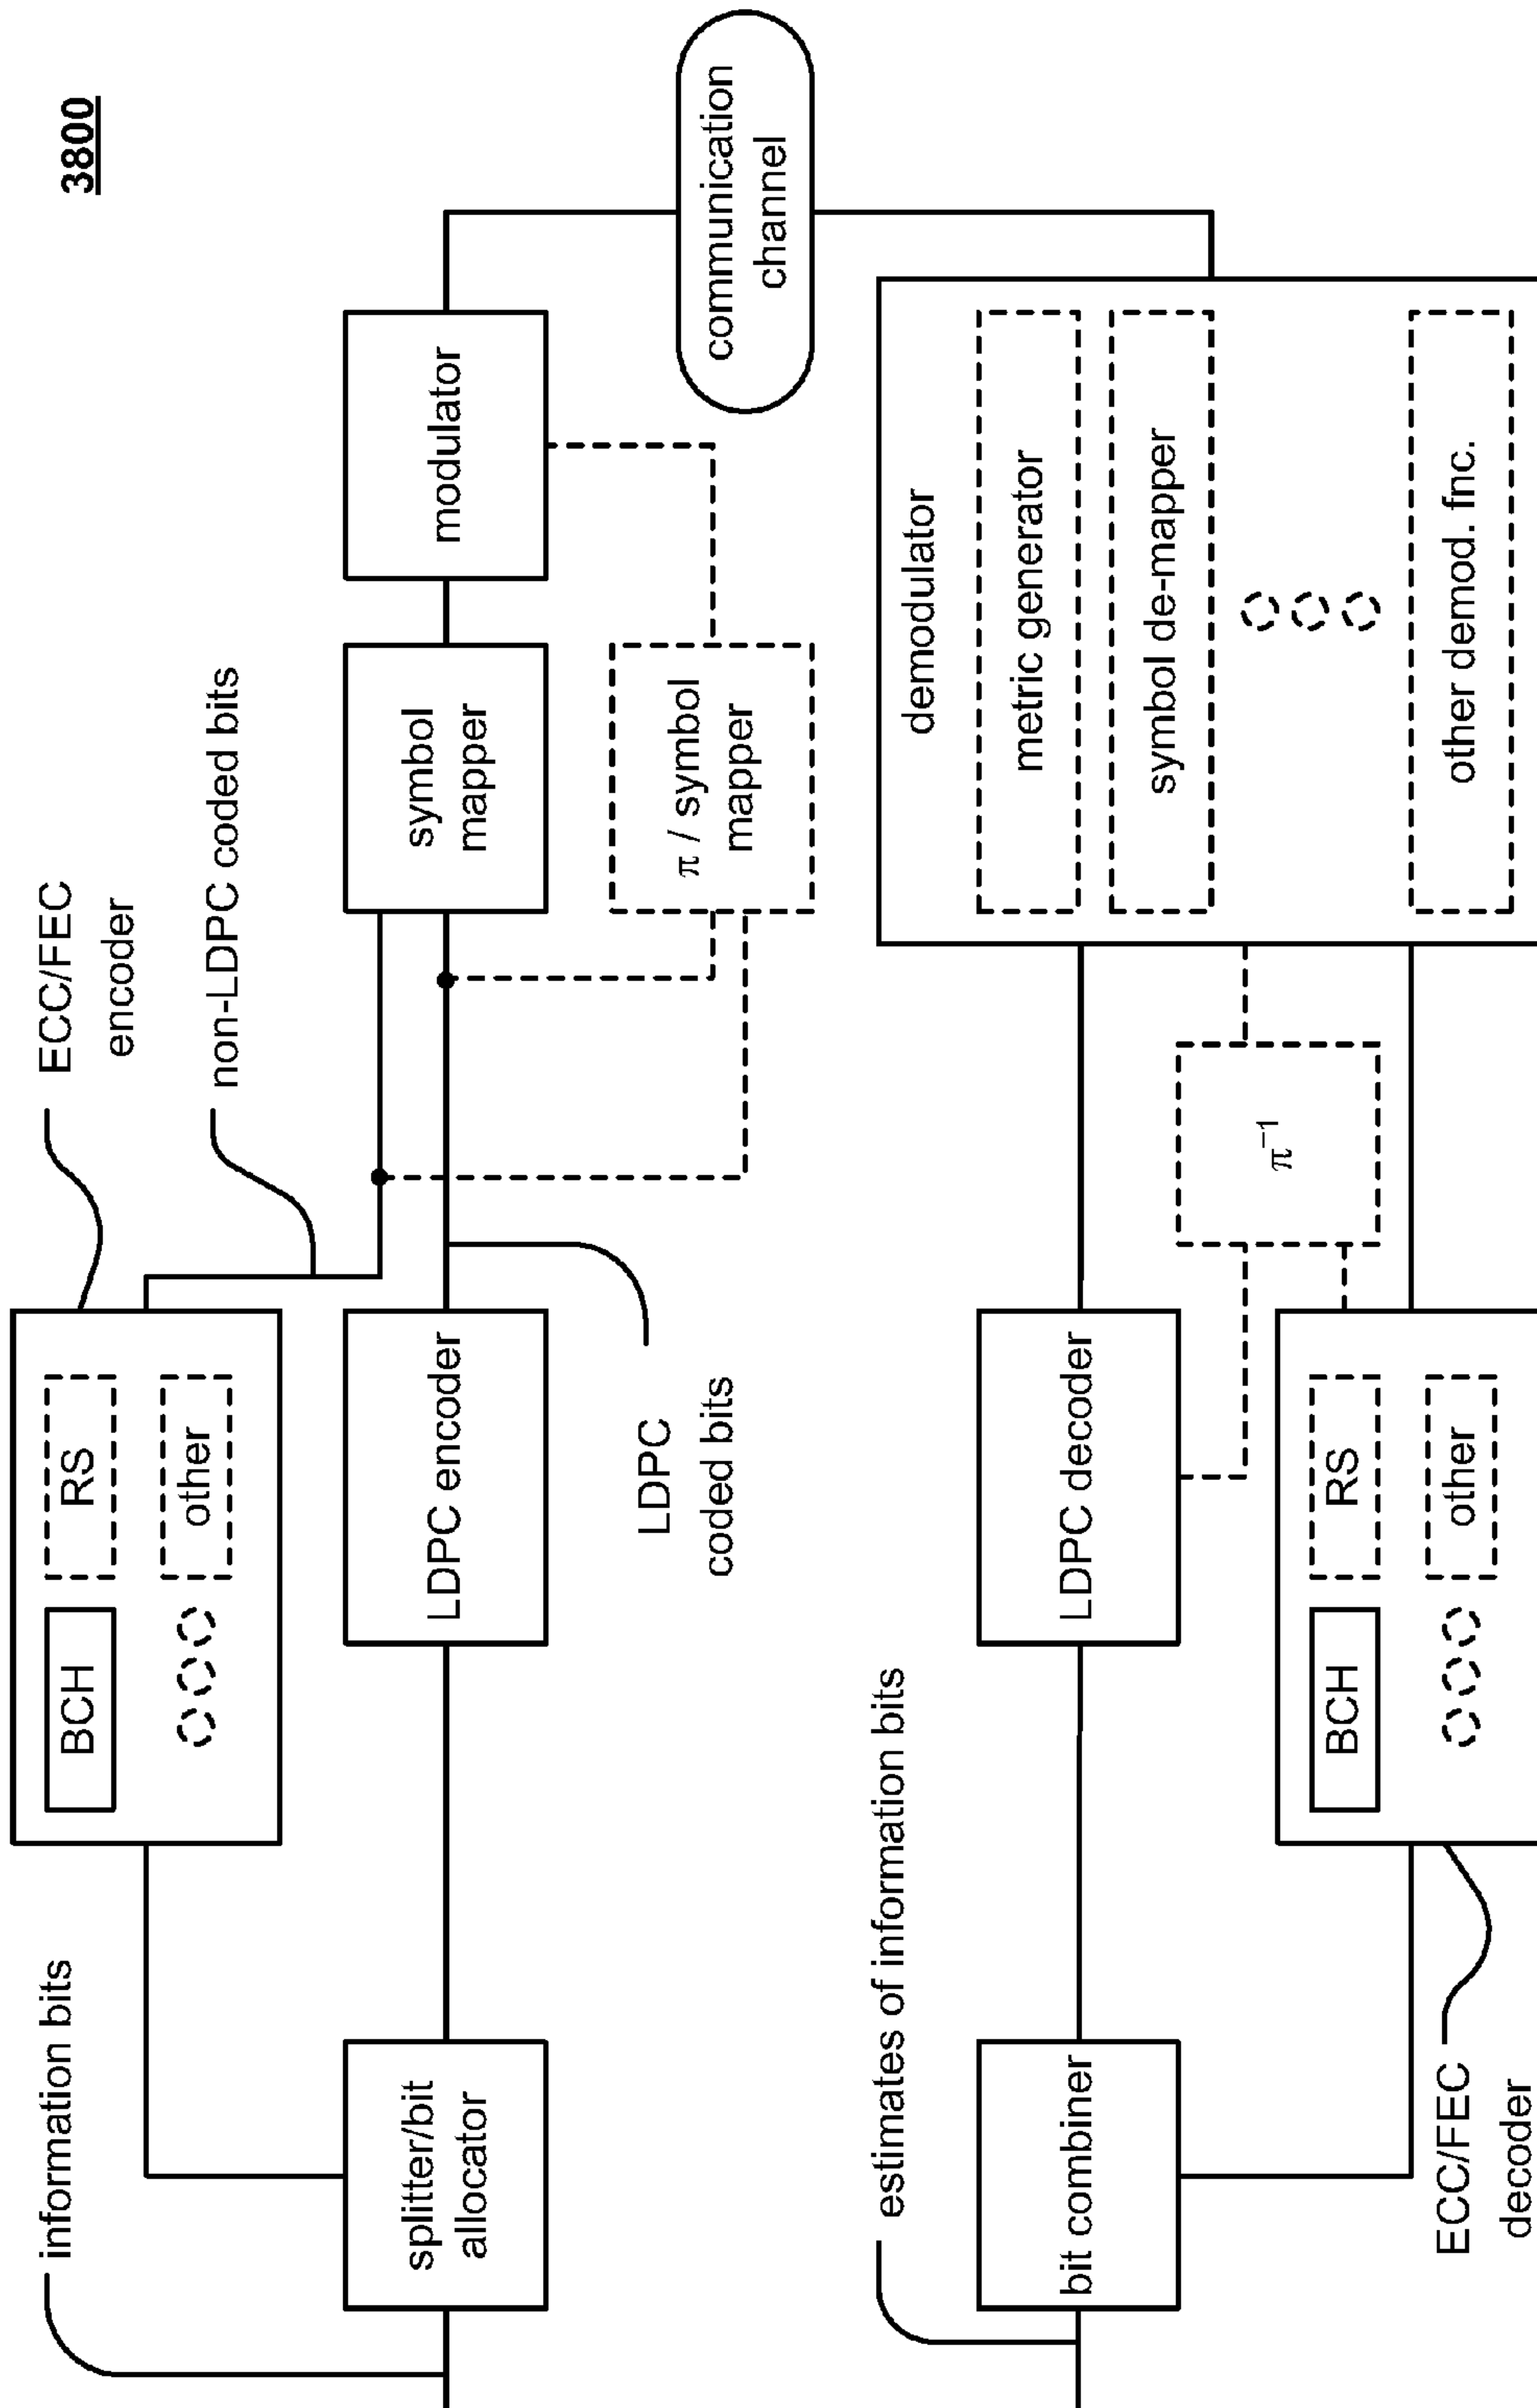 3800
information bits
ECC/FEC
encoder
non-LDPC coded bits
BCH
RS
other
splitter/bit
allocator
LDPC encoder
LDPC
coded bits
symbol
mapper
modulator
π / symbol
mapper
communication
channel
estimates of information bits
bit combiner
LDPC decoder
π⁻¹
demodulator
metric generator
symbol de-mapper
other demod. fnc.
BCH
RS
other
ECC/FEC
decoder